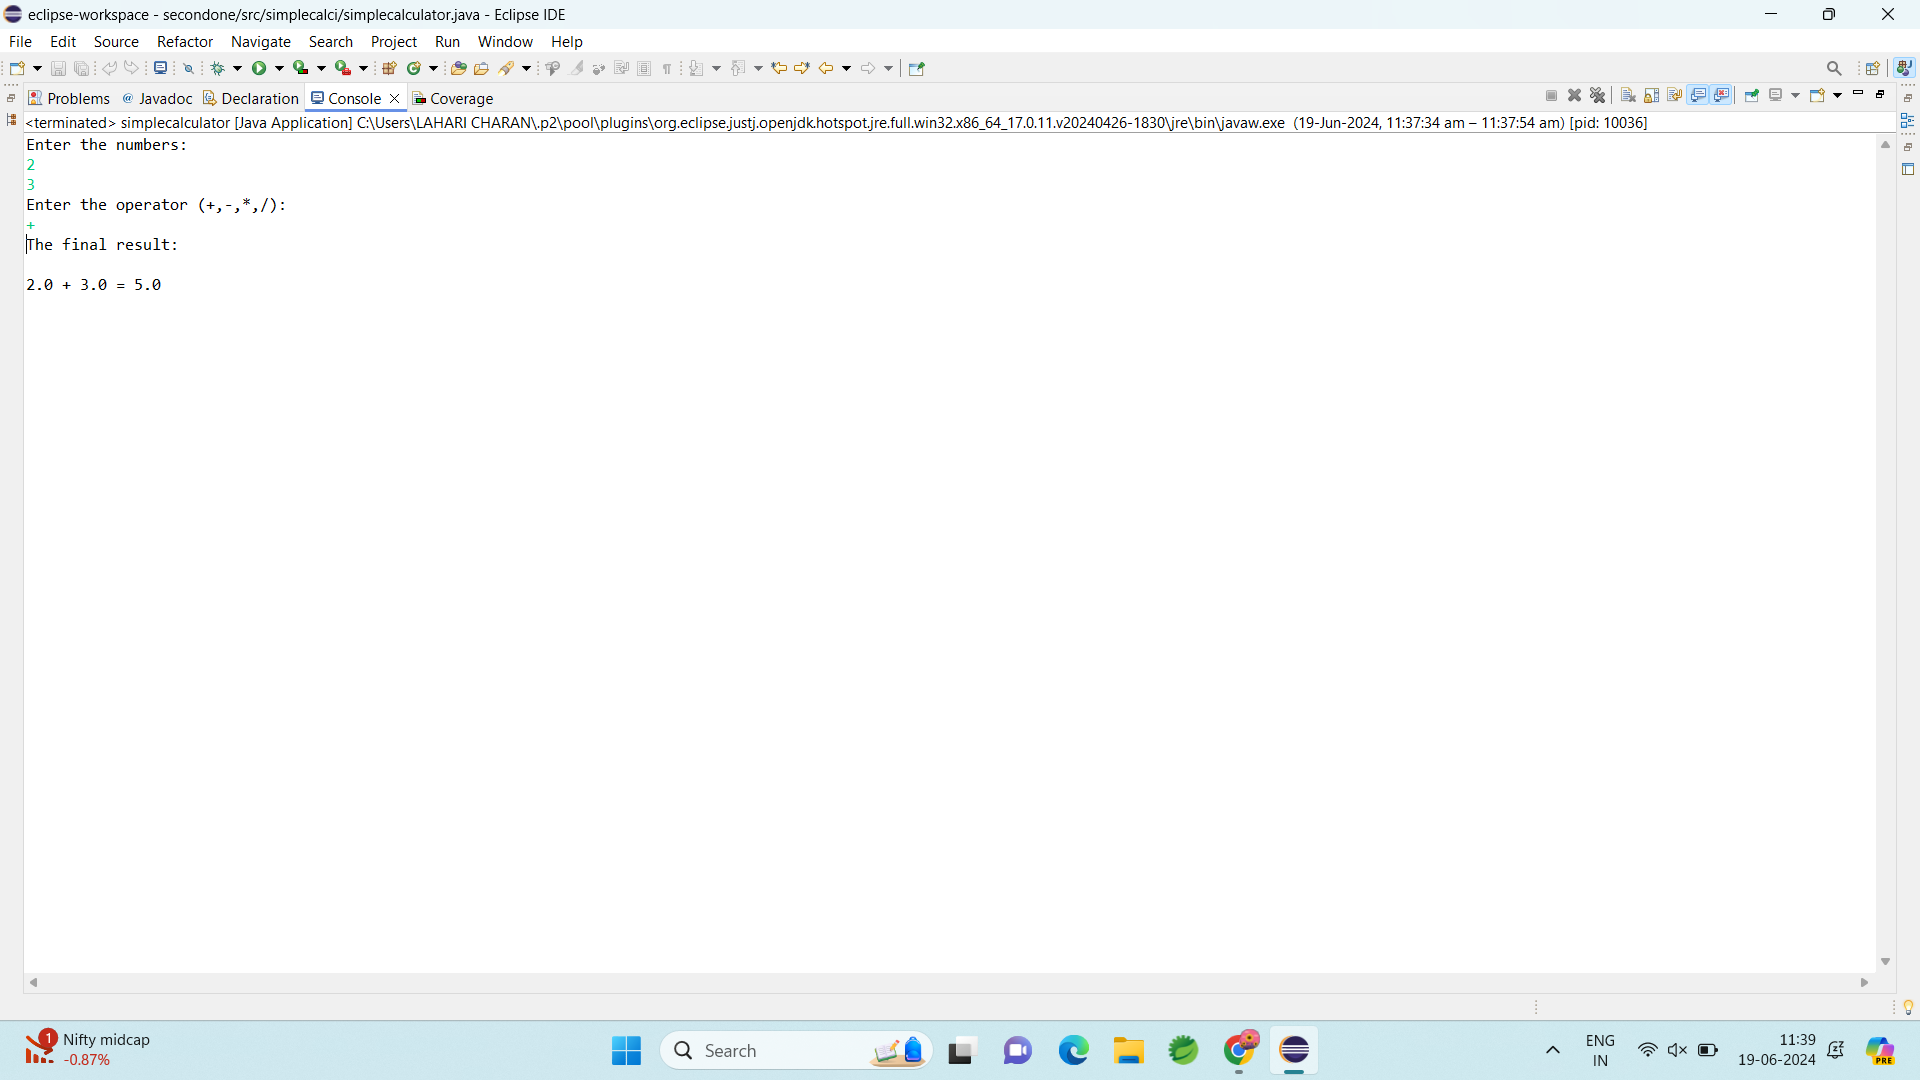 eclipse-workspace - secondone/src/simplecalci/simplecalculator.java - Eclipse IDE
File Edit Source Refactor Navigate Search Project Run Window Help
Problems @ Javadoc Declaration Console Coverage
<terminated> simplecalculator [Java Application] C:\Users\LAHARI CHARAN\.p2\pool\plugins\org.eclipse.justj.openjdk.hotspot.jre.full.win32.x86_64_17.0.11.v20240426-1830\jre\bin\javaw.exe (19-Jun-2024, 11:37:34 am – 11:37:54 am) [pid: 10036]
Enter the numbers:
2
3
Enter the operator (+,-,*,/):
+
The final result:
2.0 + 3.0 = 5.0
1
Nifty midcap
-0.87%
Search
ENG
IN
11:39
19-06-2024
PRE